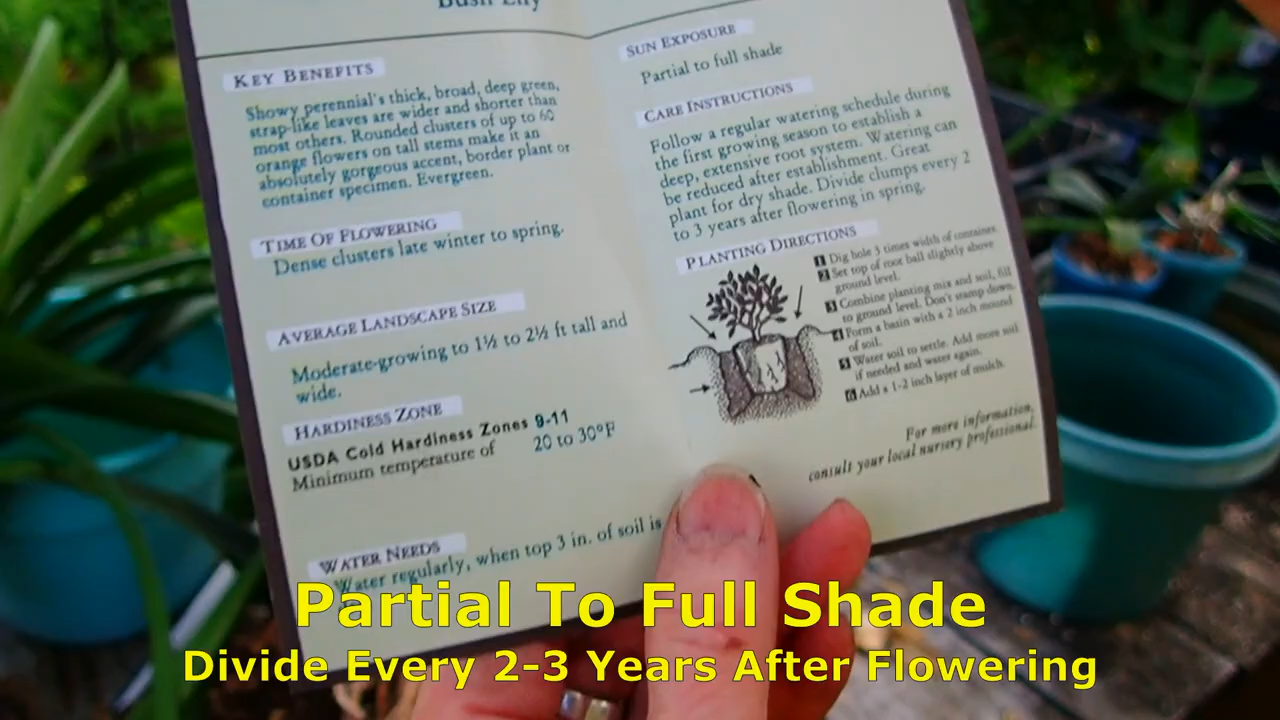 Bush Lily
KEY BENEFITS
Showy perennial's thick, broad, deep green,
strap-like leaves are wider and shorter than
most others. Rounded clusters of up to 60
orange flowers on tall stems make it an
absolutely gorgeous accent, border plant or
container specimen. Evergreen.
TIME OF FLOWERING
Dense clusters late winter to spring.
AVERAGE LANDSCAPE SIZE
Moderate-growing to 1½ to 2½ ft tall and
wide.
HARDINESS ZONE
USDA Cold Hardiness Zones 9-11
Minimum temperature of 20 to 30°F
WATER NEEDS
Water regularly, when top 3 in. of soil is
SUN EXPOSURE
Partial to full shade
CARE INSTRUCTIONS
Follow a regular watering schedule during
the first growing season to establish a
deep, extensive root system. Watering can
be reduced after establishment. Great
plant for dry shade. Divide clumps every 2
to 3 years after flowering in spring.
PLANTING DIRECTIONS
1 Dig hole 3 times width of container.
2 Set top of root ball slightly above
ground level.
3 Combine planting mix and soil, fill
to ground level. Don't stamp down.
4 Form a basin with a 2 inch mound
of soil.
5 Water soil to settle. Add more soil
if needed and water again.
6 Add a 1-2 inch layer of mulch.
For more information,
consult your local nursery professional.
Partial To Full Shade
Divide Every 2-3 Years After Flowering